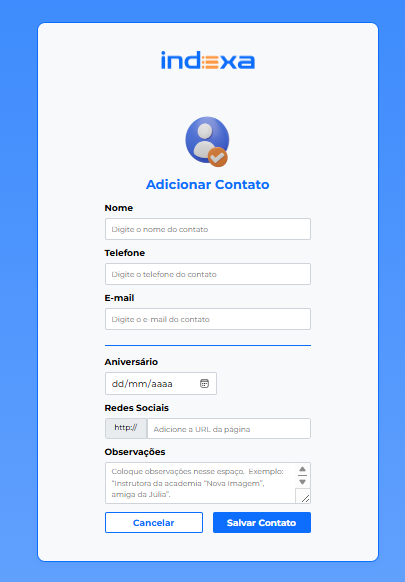 indexa
Adicionar Contato
Nome
Digite o nome do contato
Telefone
Digite o telefone do contato
E-mail
Digite o e-mail do contato
Aniversário
dd/mm/aaaa
Redes Sociais
http:// Adicione a URL da página
Observações
Coloque observações nesse espaço. Exemplo:
"Instrutora da academia "Nova Imagem",
amiga da Júlia".
Cancelar Salvar Contato